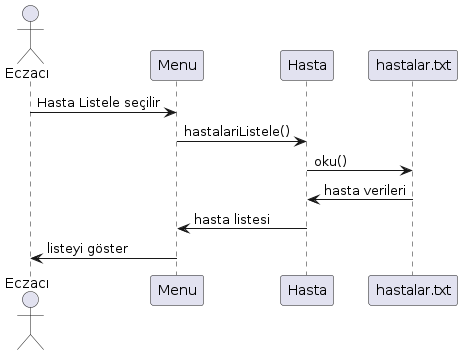 Eczacı
Menu
Hasta
hastalar.txt
Hasta Listele seçilir
hastalariListele()
oku()
hasta verileri
hasta listesi
listeyi göster
Eczacı
Menu
Hasta
hastalar.txt